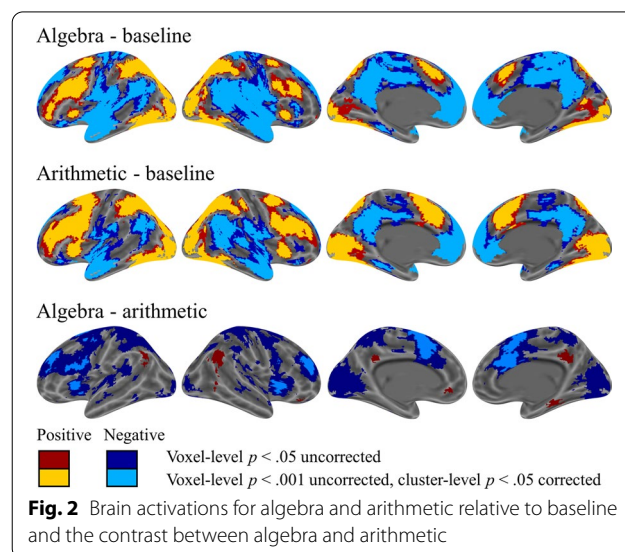 Algebra - baseline
Arithmetic - baseline
Algebra - arithmetic
Positive Negative
Voxel-level p < .05 uncorrected
Voxel-level p < .001 uncorrected, cluster-level p < .05 corrected
Fig. 2 Brain activations for algebra and arithmetic relative to baseline
and the contrast between algebra and arithmetic